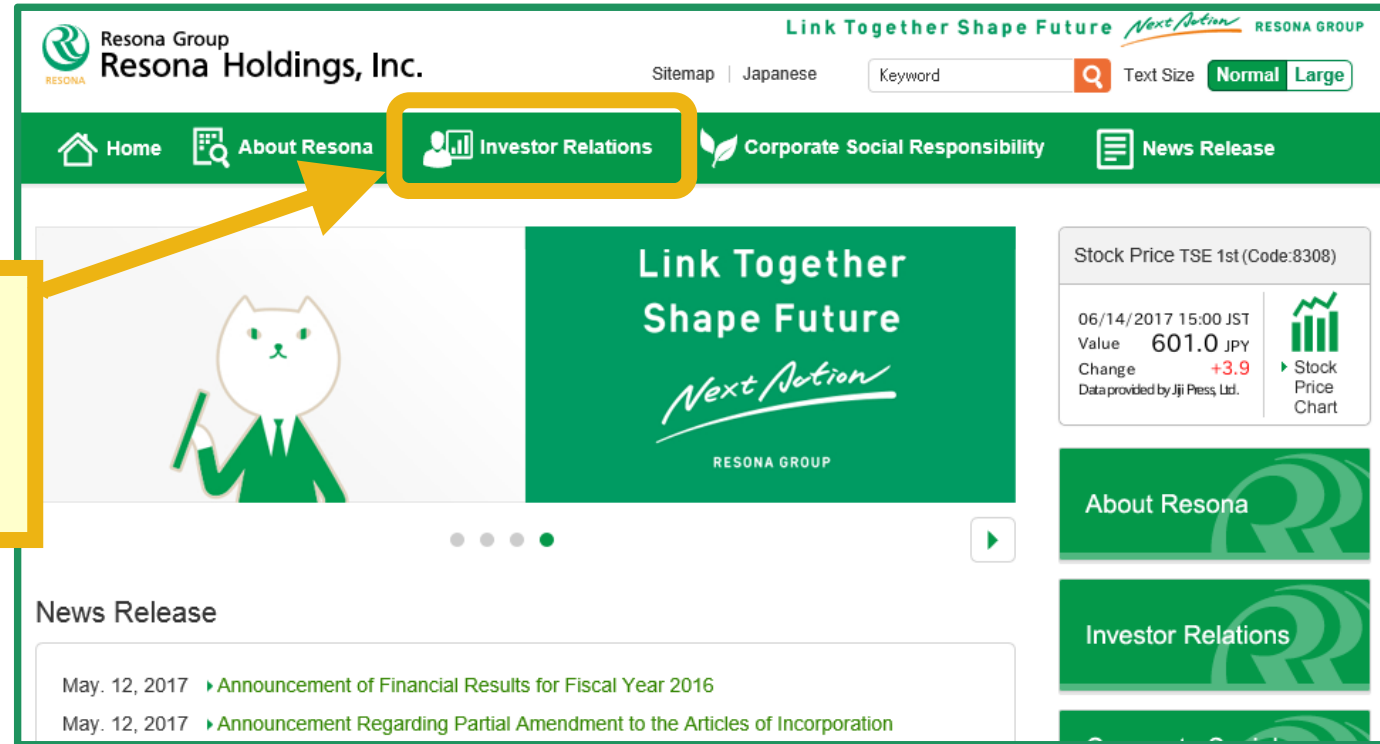 Link Together Shape Future Next Action RESONA GROUP
Resona Group
Resona Holdings, Inc.
RESONA
Sitemap | Japanese Keyword Text Size Normal Large
Home About Resona Investor Relations Corporate Social Responsibility News Release
Link Together
Shape Future
Next Action
RESONA GROUP
Stock Price TSE 1st (Code:8308)
06/14/2017 15:00 JST
Value 601.0 JPY
Change +3.9
Data provided by Jiji Press, Ltd.
Stock
Price
Chart
About Resona
Investor Relations
News Release
May. 12, 2017 Announcement of Financial Results for Fiscal Year 2016
May. 12, 2017 Announcement Regarding Partial Amendment to the Articles of Incorporation